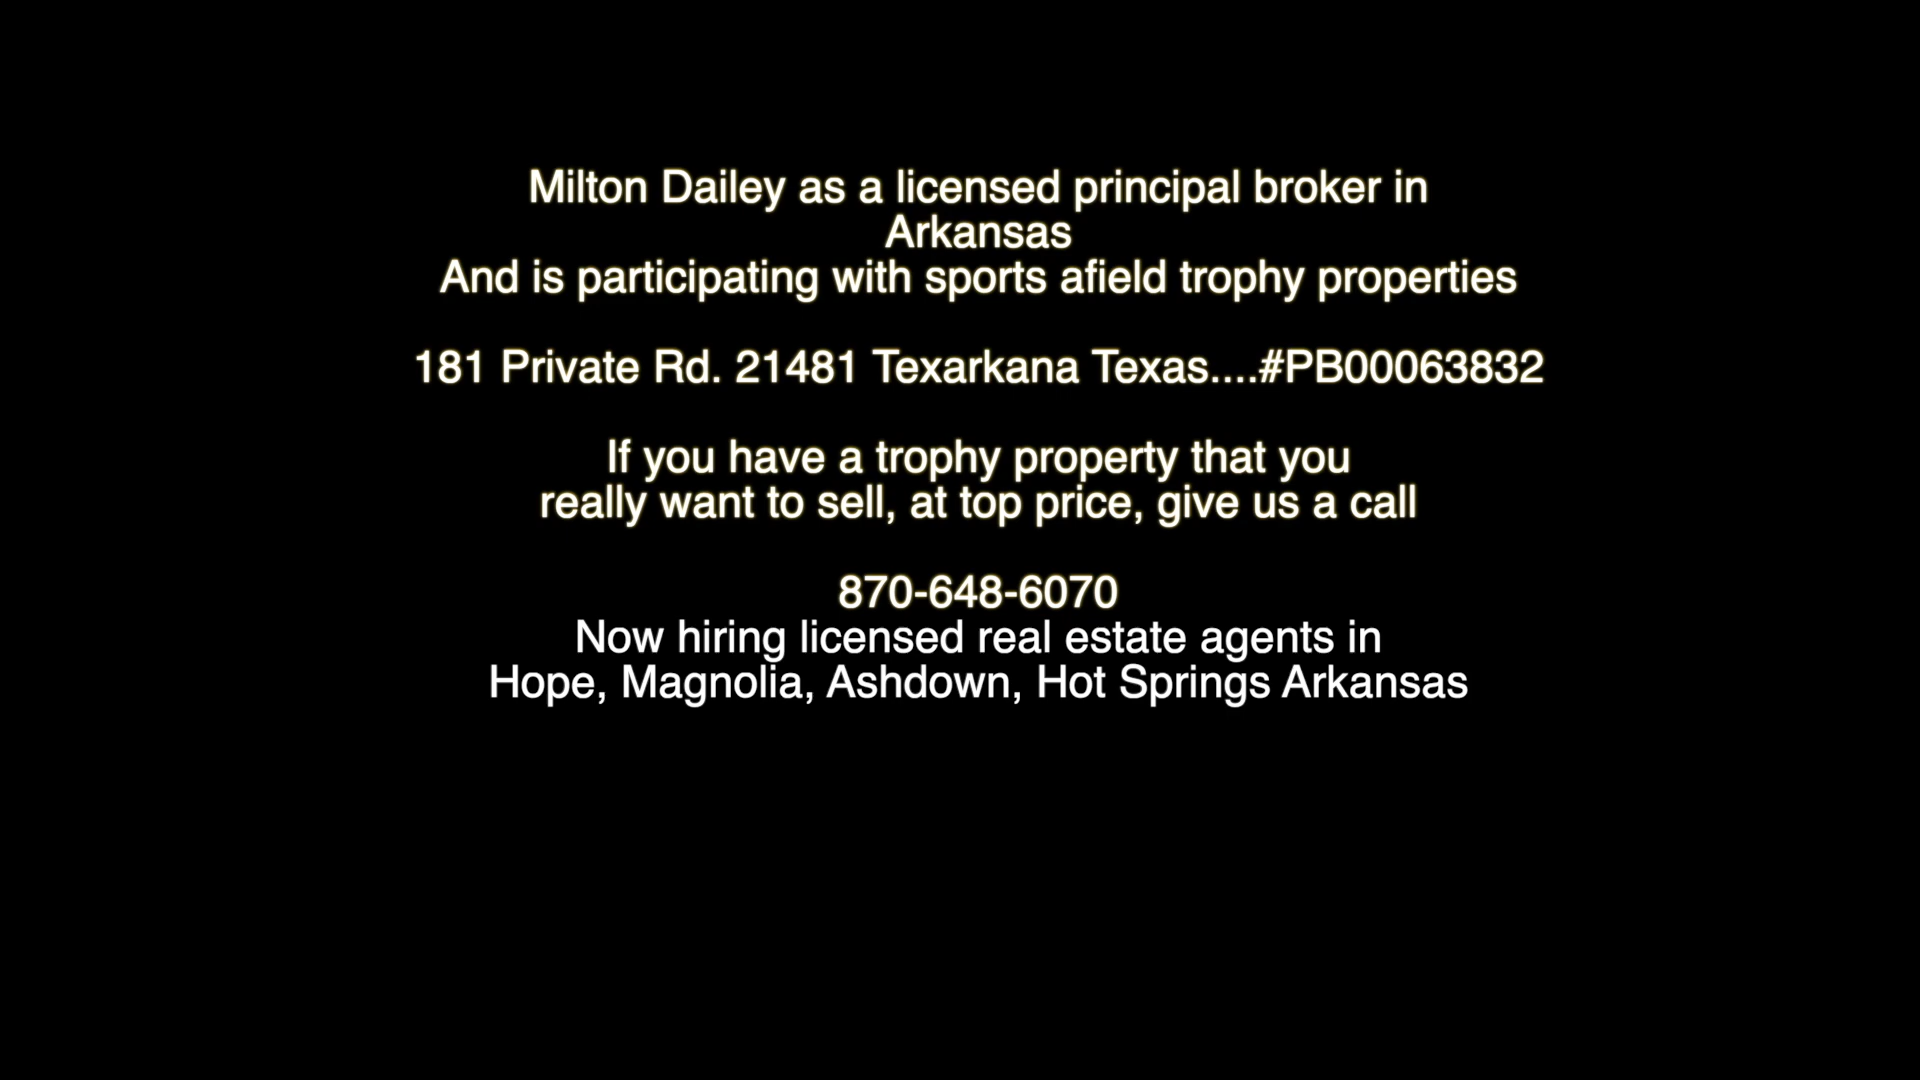 Milton Dailey as a licensed principal broker in
Arkansas
And is participating with sports afield trophy properties
181 Private Rd. 21481 Texarkana Texas....#PB00063832
If you have a trophy property that you
really want to sell, at top price, give us a call
870-648-6070
Now hiring licensed real estate agents in
Hope, Magnolia, Ashdown, Hot Springs Arkansas